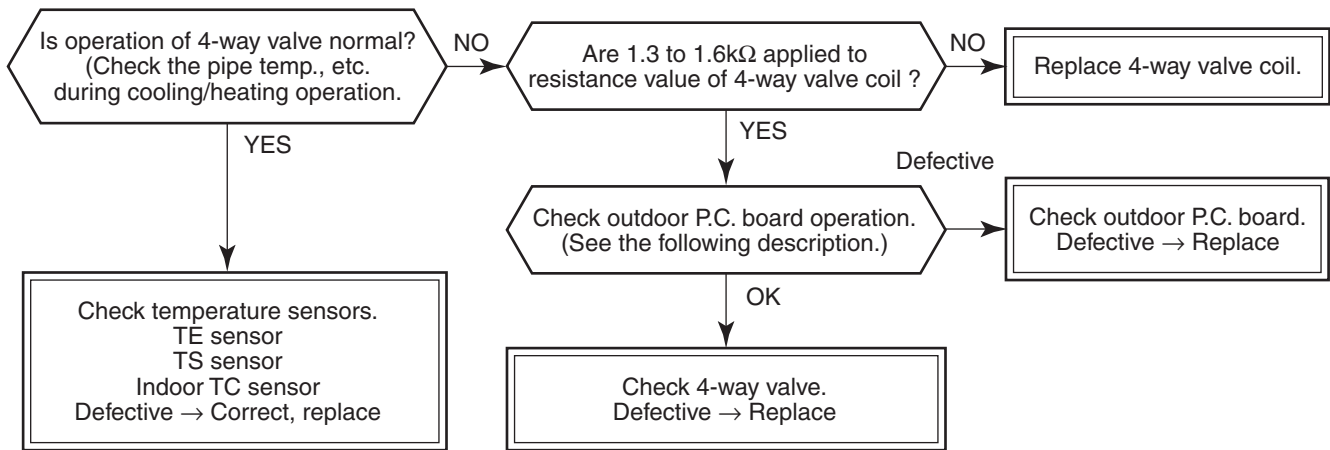 Is operation of 4-way valve normal?
(Check the pipe temp., etc.
during cooling/heating operation.
NO
Are 1.3 to 1.6kΩ applied to
resistance value of 4-way valve coil ?
NO
Replace 4-way valve coil.
YES
YES
Defective
Check outdoor P.C. board operation.
(See the following description.)
Check outdoor P.C. board.
Defective → Replace
Check temperature sensors.
TE sensor
TS sensor
Indoor TC sensor
Defective → Correct, replace
OK
Check 4-way valve.
Defective → Replace